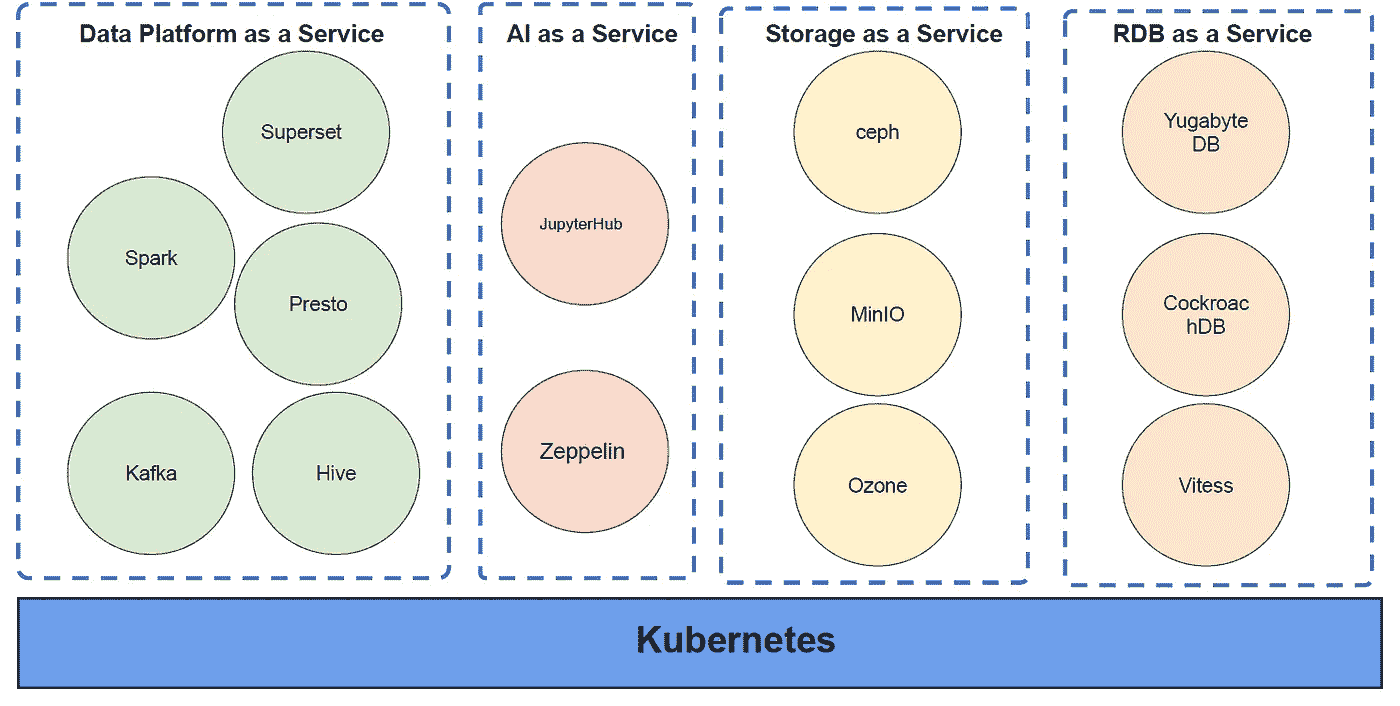 Data Platform as a Service
Superset
Spark
Presto
Kafka
Hive
AI as a Service
JupyterHub
Zeppelin
Storage as a Service
ceph
MinIO
Ozone
RDB as a Service
Yugabyte
DB
Cockroac
hDB
Vitess
Kubernetes